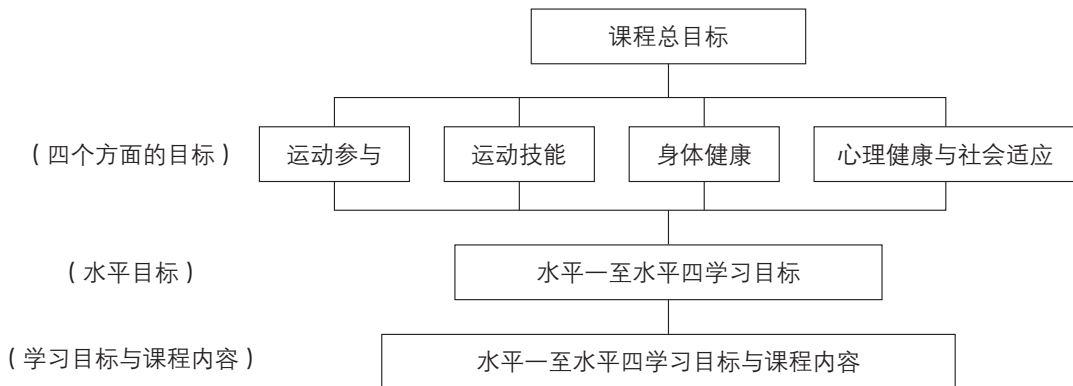 课程总目标
（四个方面的目标） 运动参与 运动技能 身体健康 心理健康与社会适应
（水平目标） 水平一至水平四学习目标
（学习目标与课程内容） 水平一至水平四学习目标与课程内容